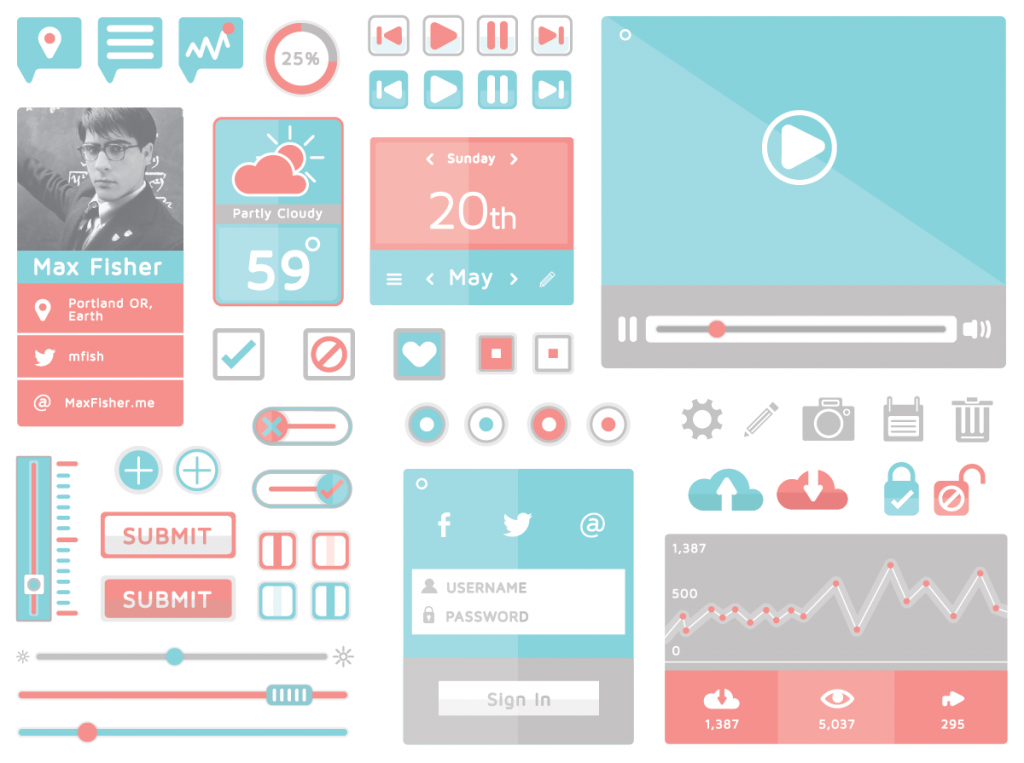 25%
Max Fisher
Portland OR,
Earth
mfish
@ MaxFisher.me
Partly Cloudy
59°
Sunday
20th
May
SUBMIT
SUBMIT
f
@
USERNAME
PASSWORD
Sign In
1,387
500
0
1,387
5,037
295